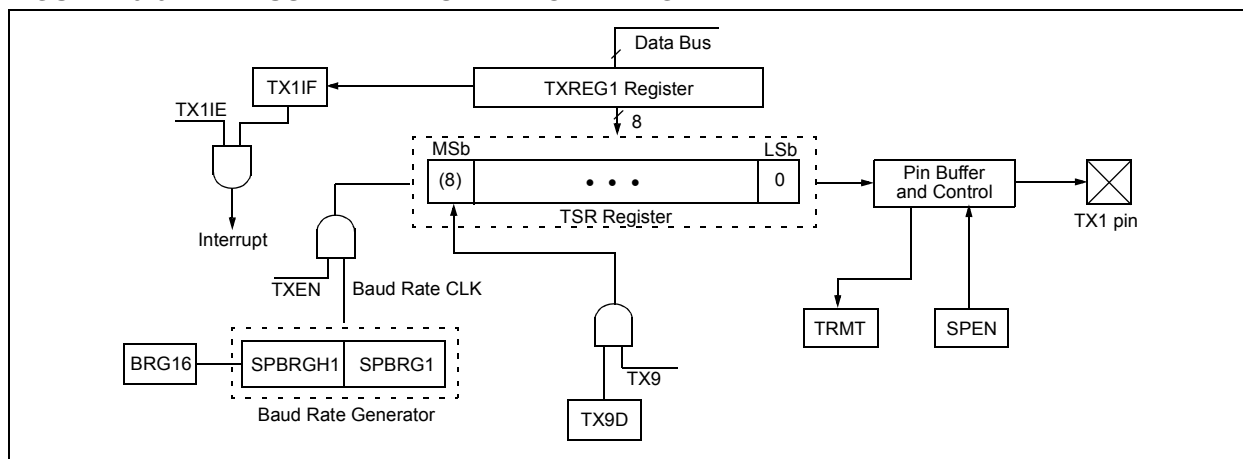 Data Bus
TX1IF
TXREG1 Register
TX1IE
8
MSb
LSb
(8)
• • •
0
TSR Register
Pin Buffer
and Control
TX1 pin
Interrupt
TXEN
Baud Rate CLK
TRMT
SPEN
BRG16
SPBRGH1
SPBRG1
TX9
Baud Rate Generator
TX9D